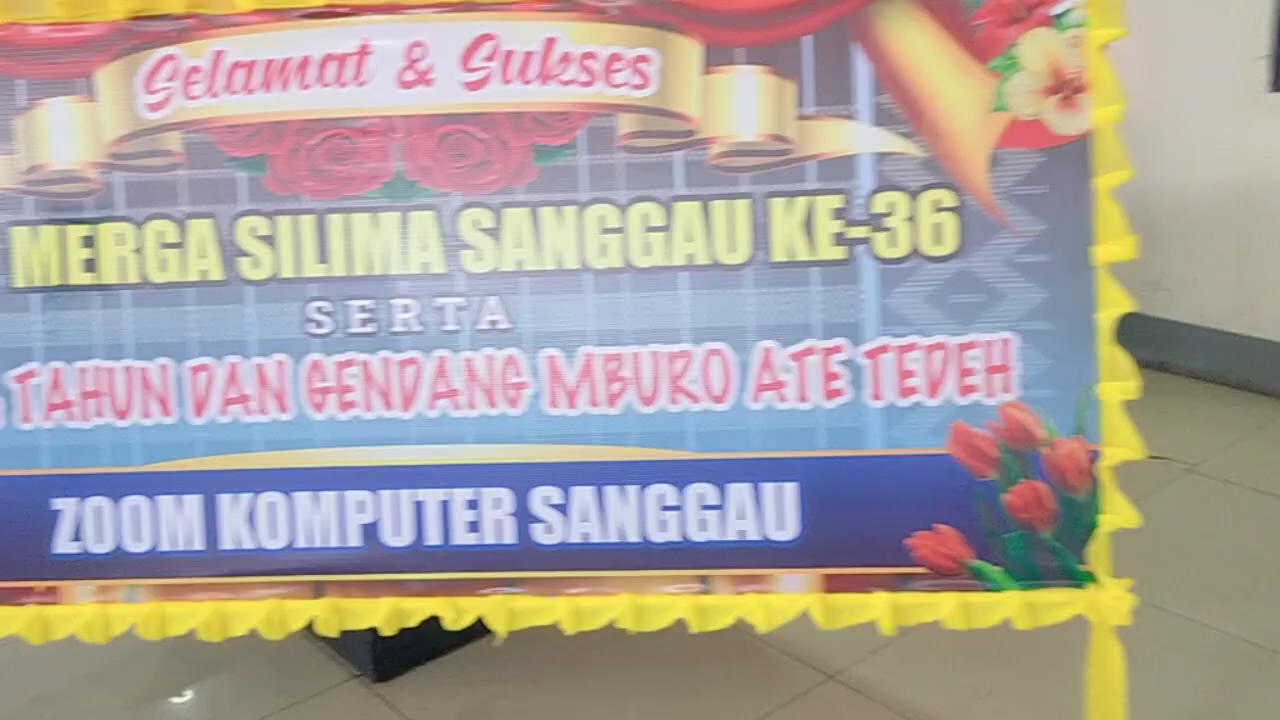 Selamat & Sukses
MERGA SILIMA SANGGAU KE-36
SERTA
TAHUN DAN GENDANG MBURO ATE TEDEH
ZOOM KOMPUTER SANGGAU